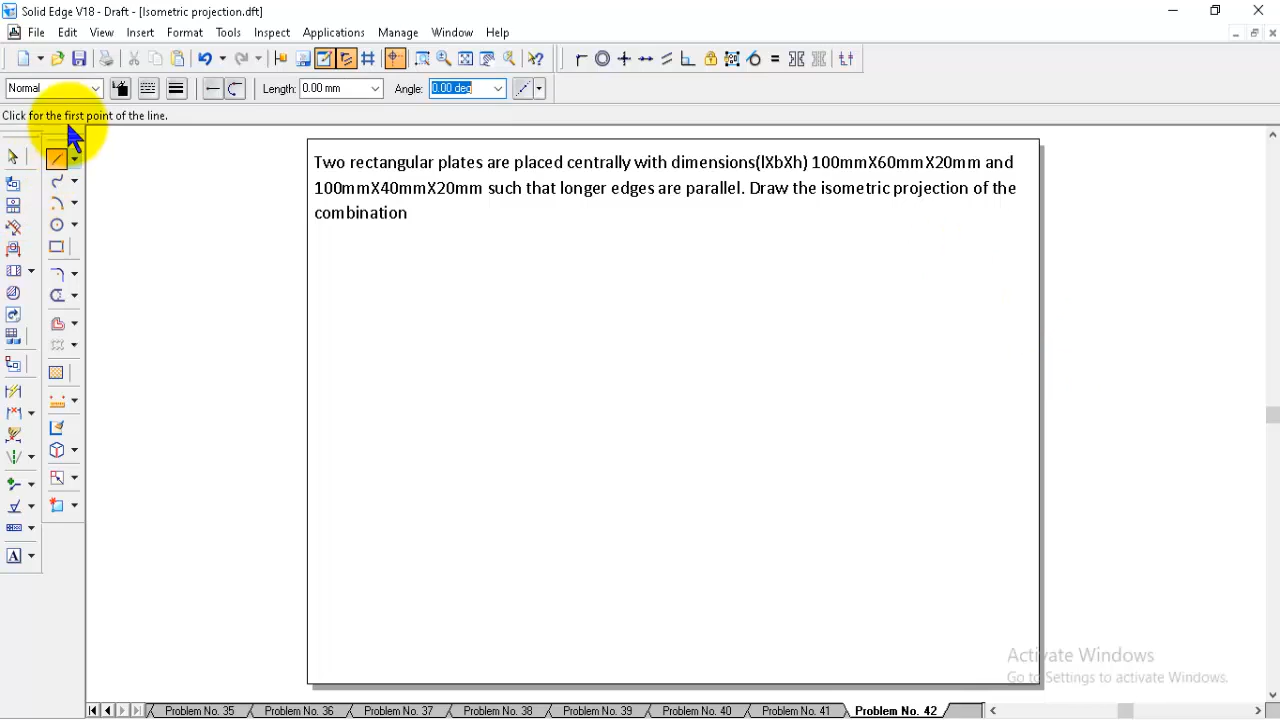 Solid Edge V18 - Draft - [Isometric projection.dft]
File Edit View Insert Format Tools Inspect Applications Manage Window Help
Normal Length: 0.00 mm Angle: 0.00 deg
Click for the first point of the line.
Two rectangular plates are placed centrally with dimensions(lXbXh) 100mmX60mmX20mm and
100mmX40mmX20mm such that longer edges are parallel. Draw the isometric projection of the
combination
A
Activate Windows
Go to Settings to activate Windows.
Problem No. 35 Problem No. 36 Problem No. 37 Problem No. 38 Problem No. 39 Problem No. 40 Problem No. 41 Problem No. 42